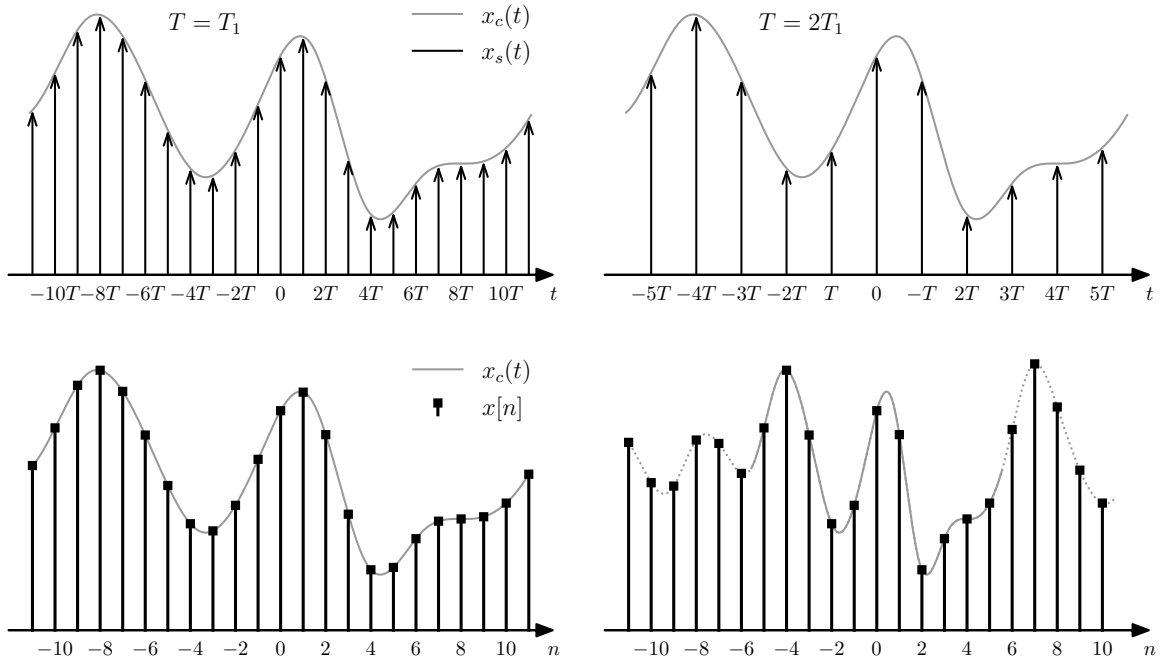 T = T₁
x_c(t)
x_s(t)
T = 2T₁
−10T −8T −6T −4T −2T 0 2T 4T 6T 8T 10T t
−5T −4T −3T −2T T 0 −T 2T 3T 4T 5T t
x_c(t)
x[n]
−10 −8 −6 −4 −2 0 2 4 6 8 10 n
−10 −8 −6 −4 −2 0 2 4 6 8 10 n